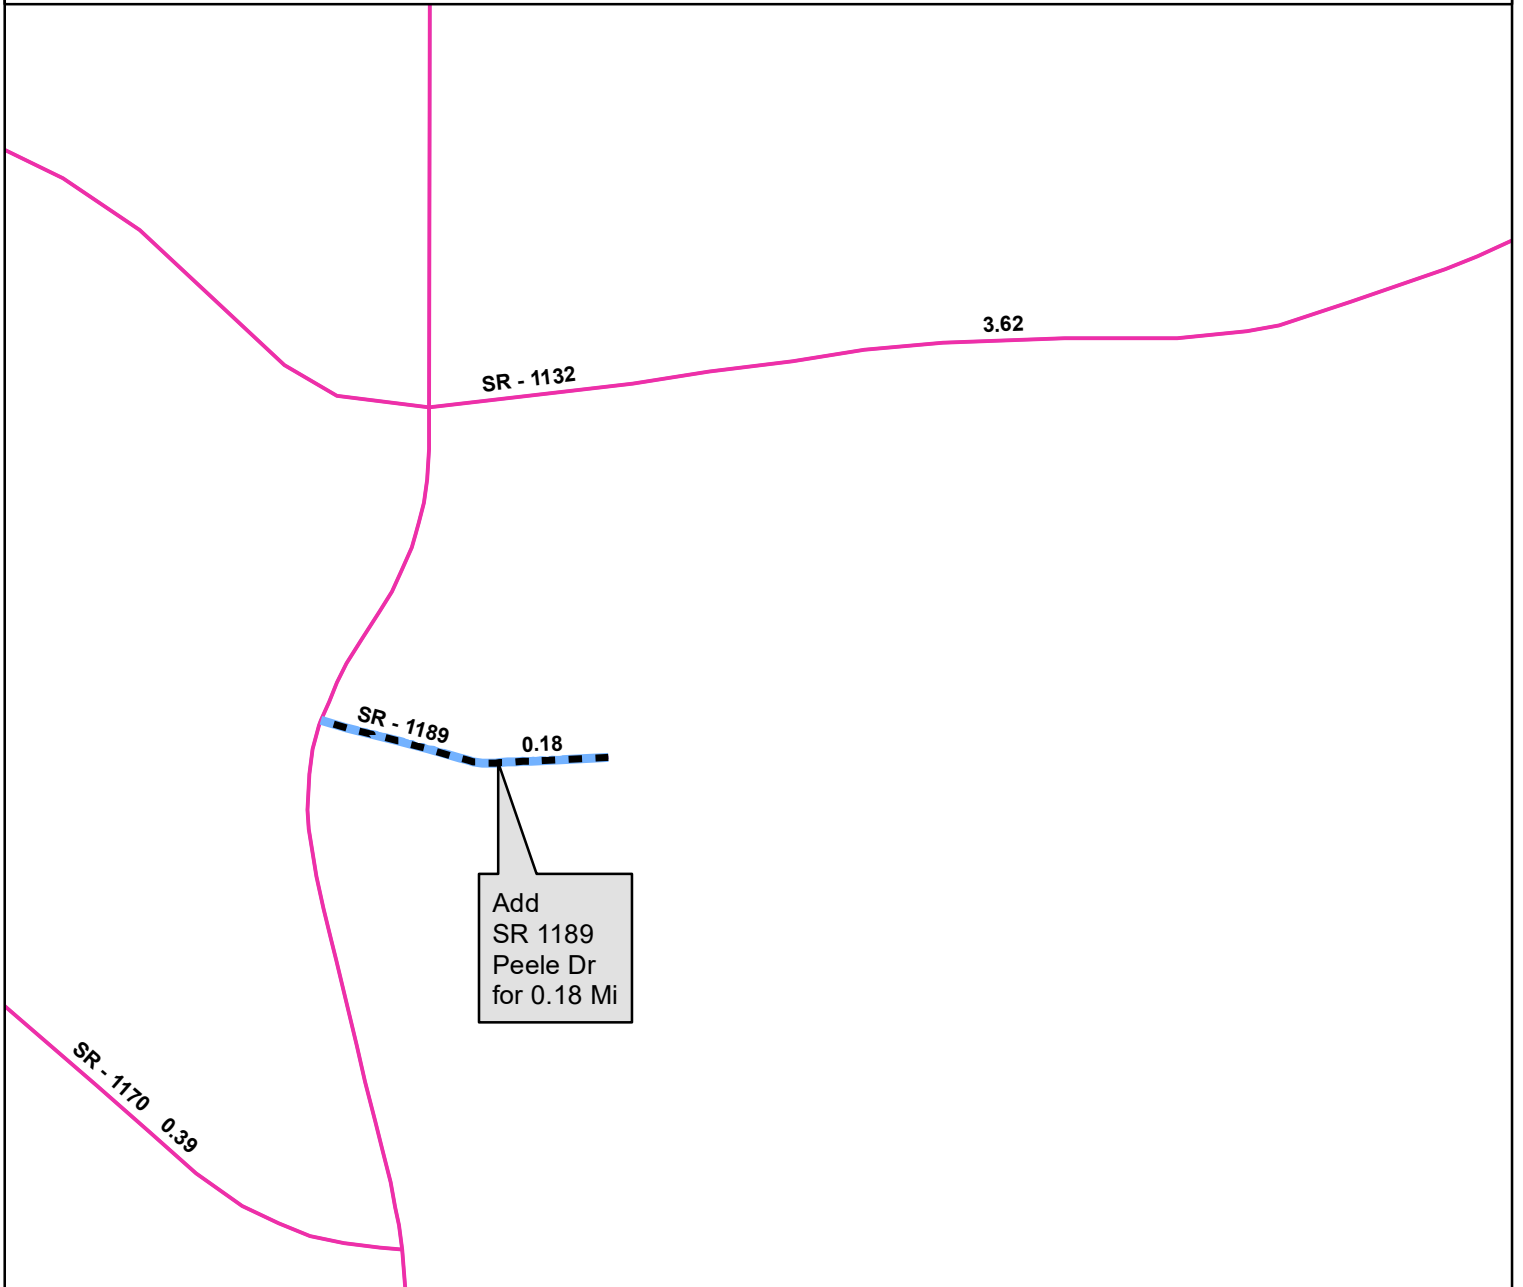 3.62
SR - 1132
SR - 1189
0.18
Add
SR 1189
Peele Dr
for 0.18 Mi
SR - 1170 0.39